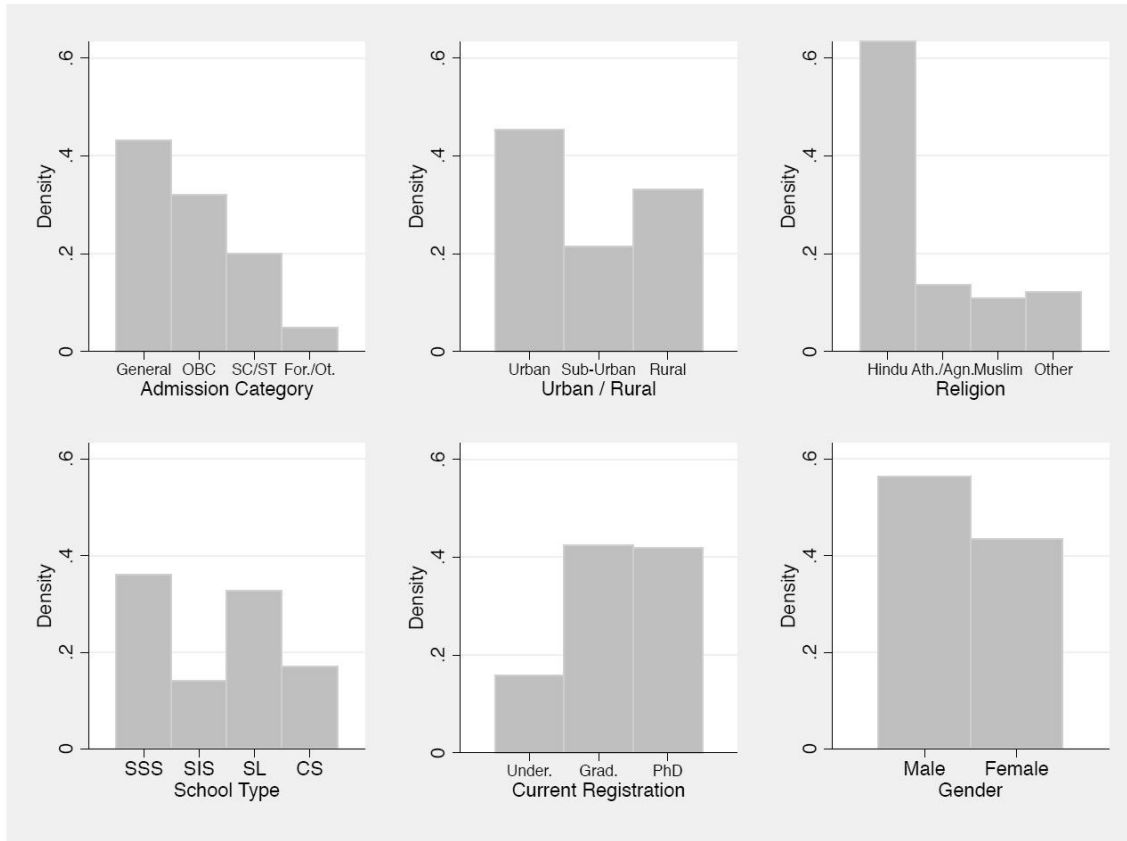 Density
.6
.4
.2
0
General OBC SC/ST For./Ot.
Admission Category
Density
.6
.4
.2
0
Urban Sub-Urban Rural
Urban / Rural
Density
.6
.4
.2
0
Hindu Ath./Agn. Muslim Other
Religion
Density
.6
.4
.2
0
SSS SIS SL CS
School Type
Density
.6
.4
.2
0
Under. Grad. PhD
Current Registration
Density
.6
.4
.2
0
Male Female
Gender